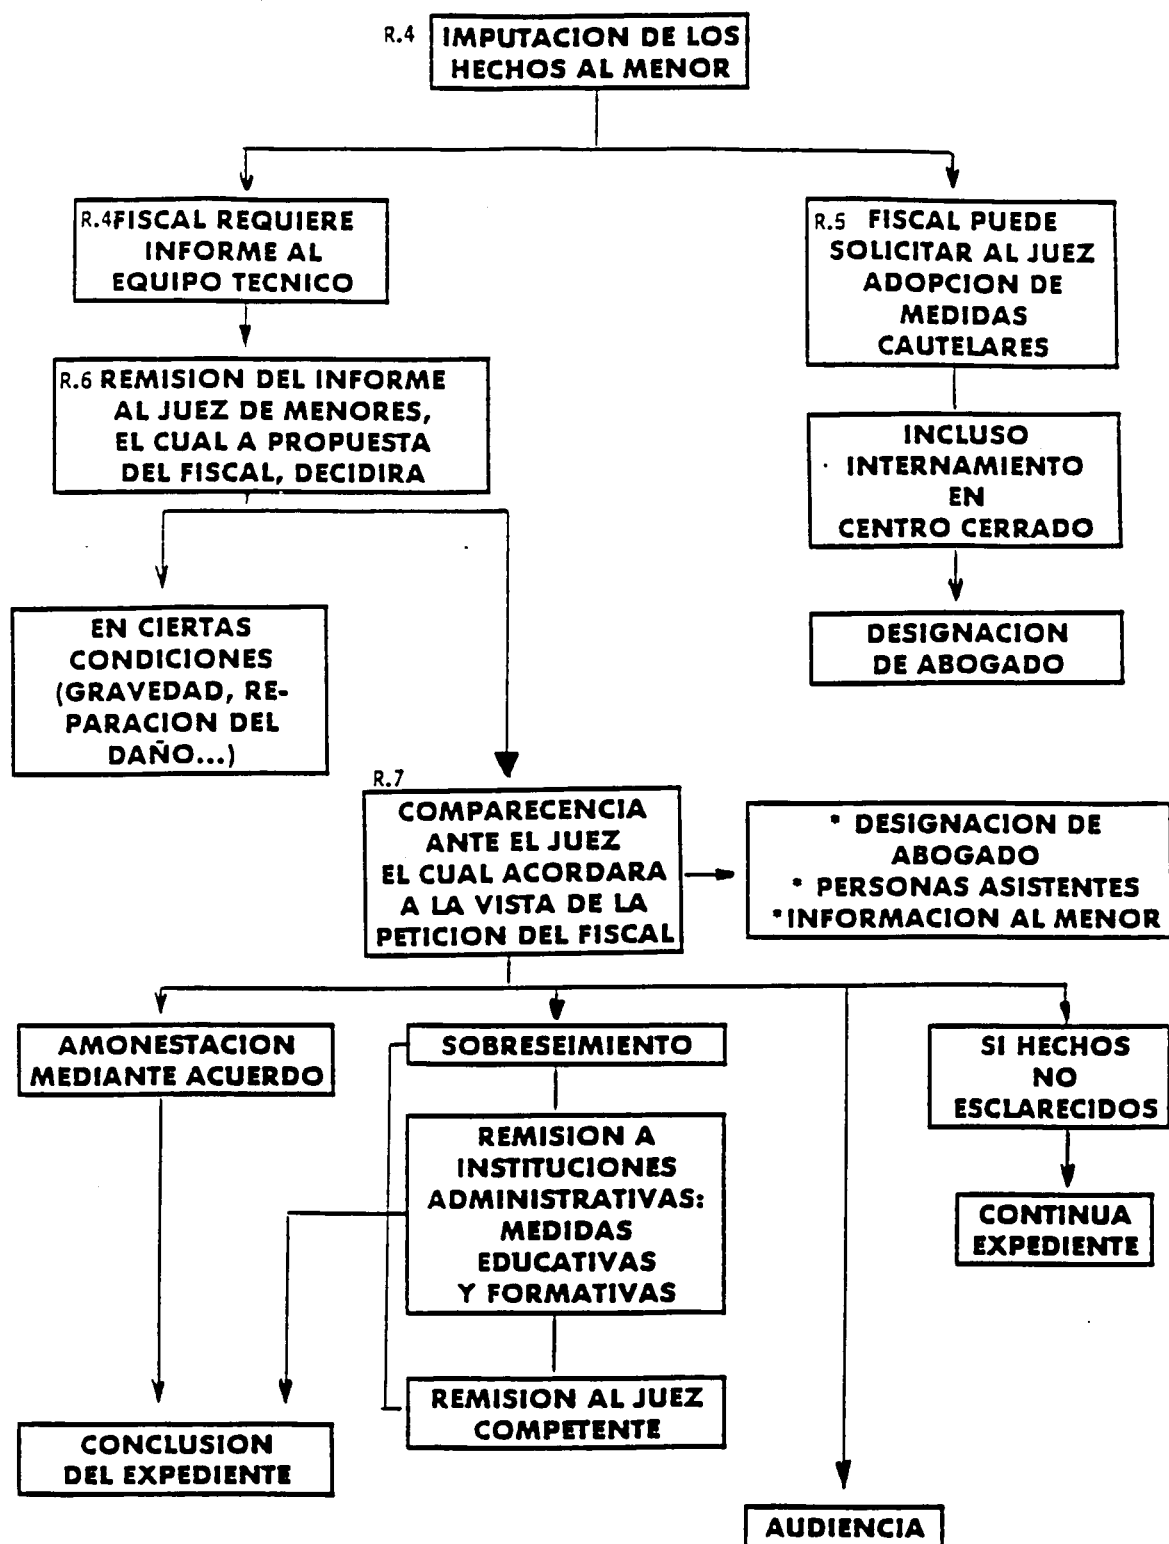 R.4 IMPUTACION DE LOS
HECHOS AL MENOR
R.4 FISCAL REQUIERE
INFORME AL
EQUIPO TECNICO
R.5 FISCAL PUEDE
SOLICITAR AL JUEZ
ADOPCION DE
MEDIDAS
CAUTELARES
R.6 REMISION DEL INFORME
AL JUEZ DE MENORES,
EL CUAL A PROPUESTA
DEL FISCAL, DECIDIRA
INCLUSO
INTERNAMIENTO
EN
CENTRO CERRADO
EN CIERTAS
CONDICIONES
(GRAVEDAD, RE-
PARACION DEL
DAÑO...)
DESIGNACION
DE ABOGADO
R.7
COMPARECENCIA
ANTE EL JUEZ
EL CUAL ACORDARA
A LA VISTA DE LA
PETICION DEL FISCAL
* DESIGNACION DE
ABOGADO
* PERSONAS ASISTENTES
*INFORMACION AL MENOR
AMONESTACION
MEDIANTE ACUERDO
SOBRESEIMIENTO
SI HECHOS
NO
ESCLARECIDOS
REMISION A
INSTITUCIONES
ADMINISTRATIVAS:
MEDIDAS
EDUCATIVAS
Y FORMATIVAS
CONTINUA
EXPEDIENTE
REMISION AL JUEZ
COMPETENTE
CONCLUSION
DEL EXPEDIENTE
AUDIENCIA